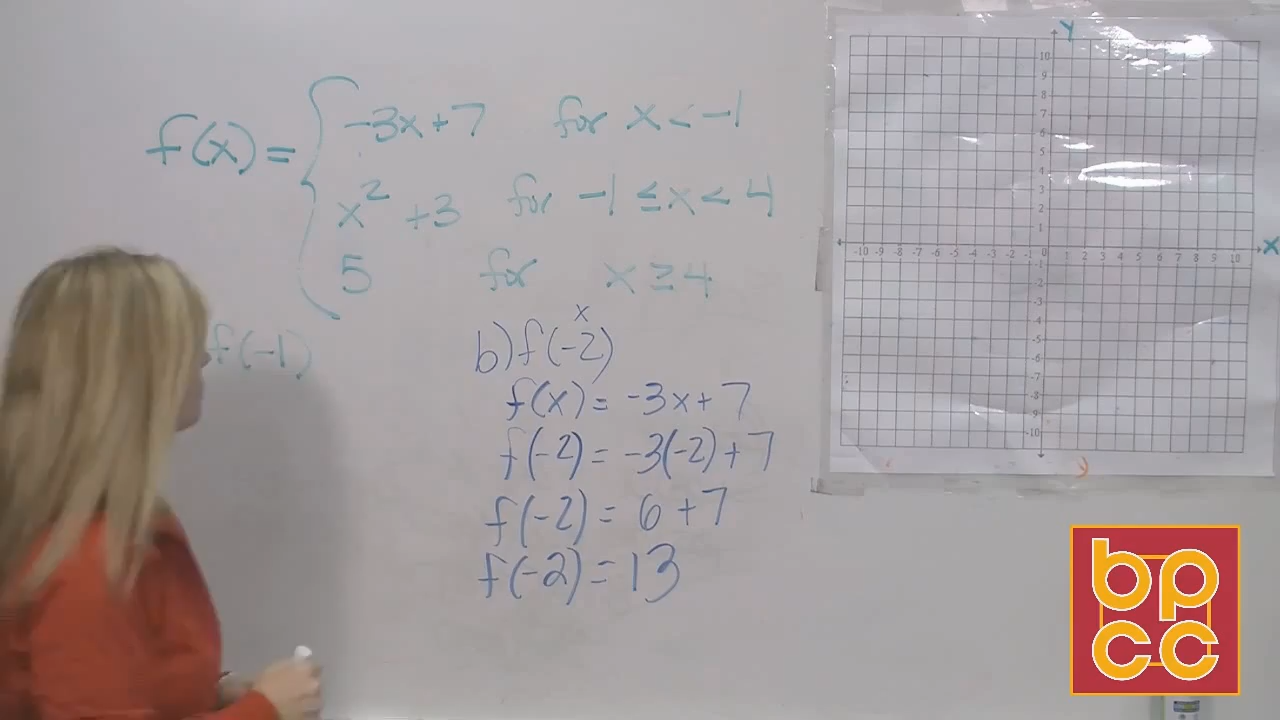 f(x) = { -3x+7 for x < -1
x² +3 for -1 ≤ x < 4
5 for x ≥ 4
f(-1)
x
b) f(-2)
f(x) = -3x+7
f(-2) = -3(-2)+7
f(-2) = 6+7
f(-2) = 13
Y
10
9
8
7
6
5
4
3
2
1
-10 -9 -8 -7 -6 -5 -4 -3 -2 -1 0 1 2 3 4 5 6 7 8 9 10 X
-1
-2
-3
-4
-5
-6
-7
-8
-9
-10
bp
cc